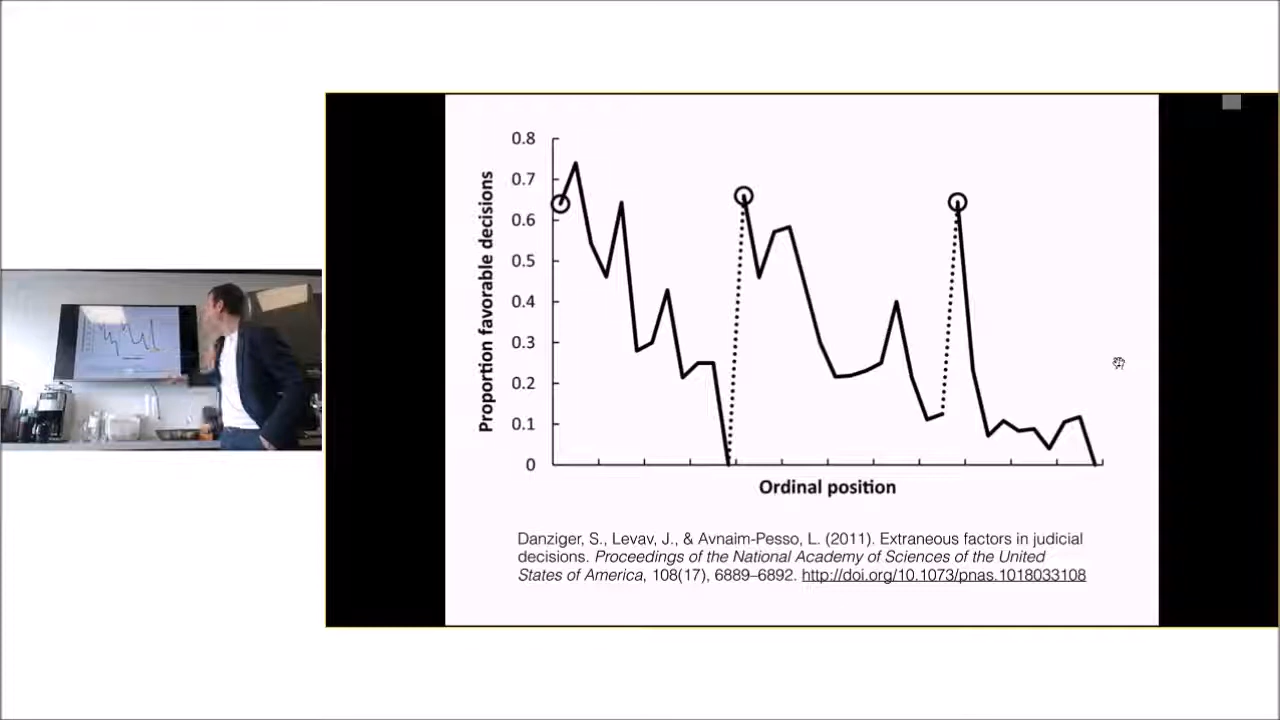 0.8
0.7
0.6
0.5
0.4
0.3
0.2
0.1
0
Proportion favorable decisions
Ordinal position
Danziger, S., Levav, J., & Avnaim-Pesso, L. (2011). Extraneous factors in judicial
decisions. Proceedings of the National Academy of Sciences of the United
States of America, 108(17), 6889–6892. http://doi.org/10.1073/pnas.1018033108